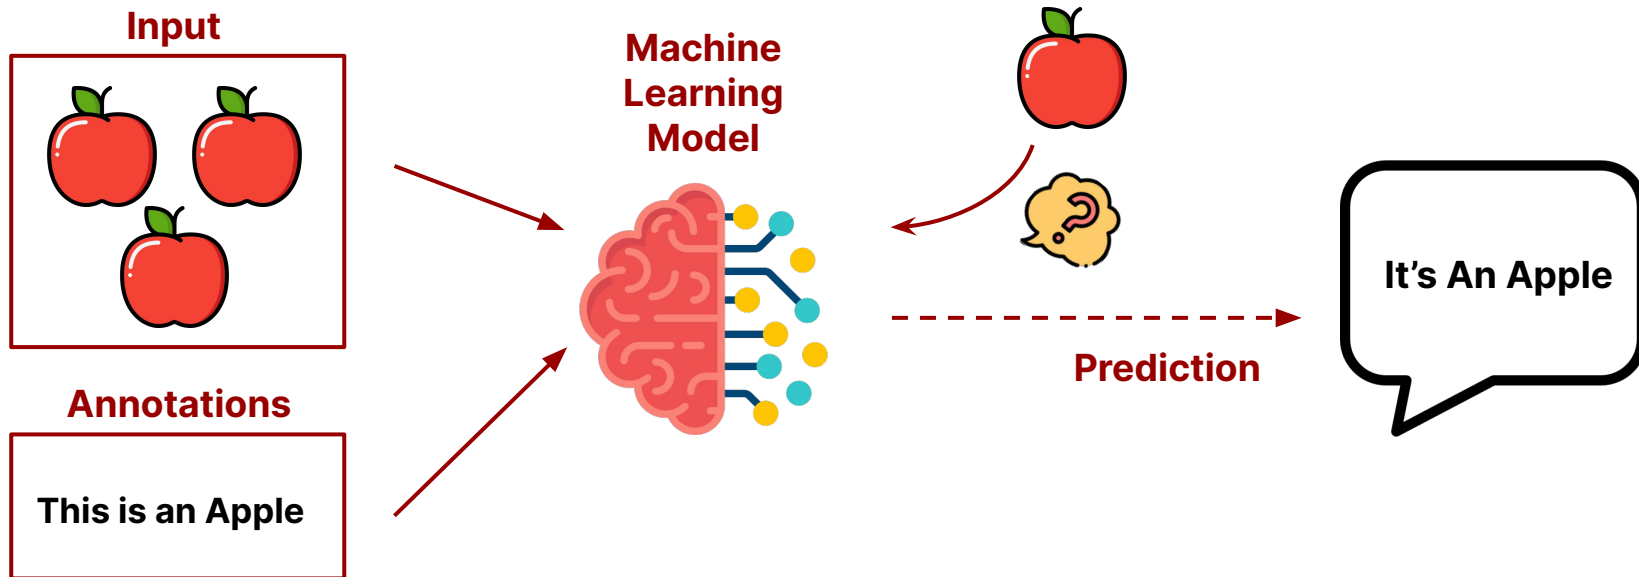 Input
Machine
Learning
Model
It’s An Apple
Prediction
Annotations
This is an Apple